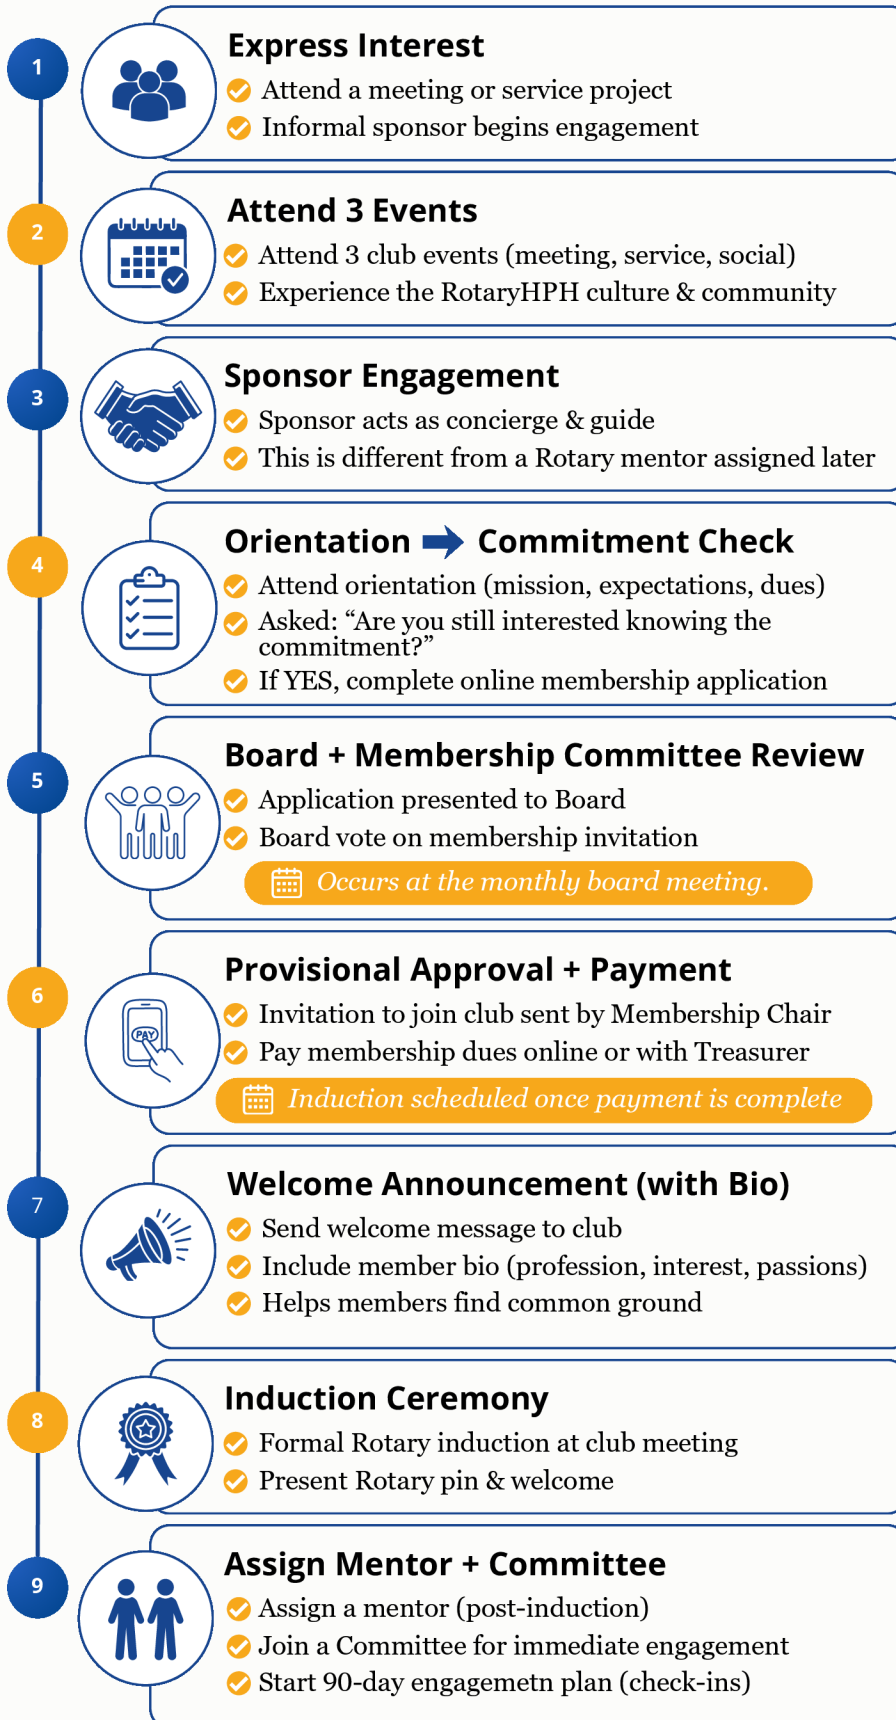 1
Express Interest
Attend a meeting or service project
Informal sponsor begins engagement
2
Attend 3 Events
Attend 3 club events (meeting, service, social)
Experience the RotaryHPH culture & community
3
Sponsor Engagement
Sponsor acts as concierge & guide
This is different from a Rotary mentor assigned later
4
Orientation Commitment Check
Attend orientation (mission, expectations, dues)
Asked: “Are you still interested knowing the
commitment?”
If YES, complete online membership application
5
Board + Membership Committee Review
Application presented to Board
Board vote on membership invitation
Occurs at the monthly board meeting.
6
Provisional Approval + Payment
PAY
Invitation to join club sent by Membership Chair
Pay membership dues online or with Treasurer
Induction scheduled once payment is complete
7
Welcome Announcement (with Bio)
Send welcome message to club
Include member bio (profession, interest, passions)
Helps members find common ground
8
Induction Ceremony
Formal Rotary induction at club meeting
Present Rotary pin & welcome
9
Assign Mentor + Committee
Assign a mentor (post-induction)
Join a Committee for immediate engagement
Start 90-day engagemetn plan (check-ins)